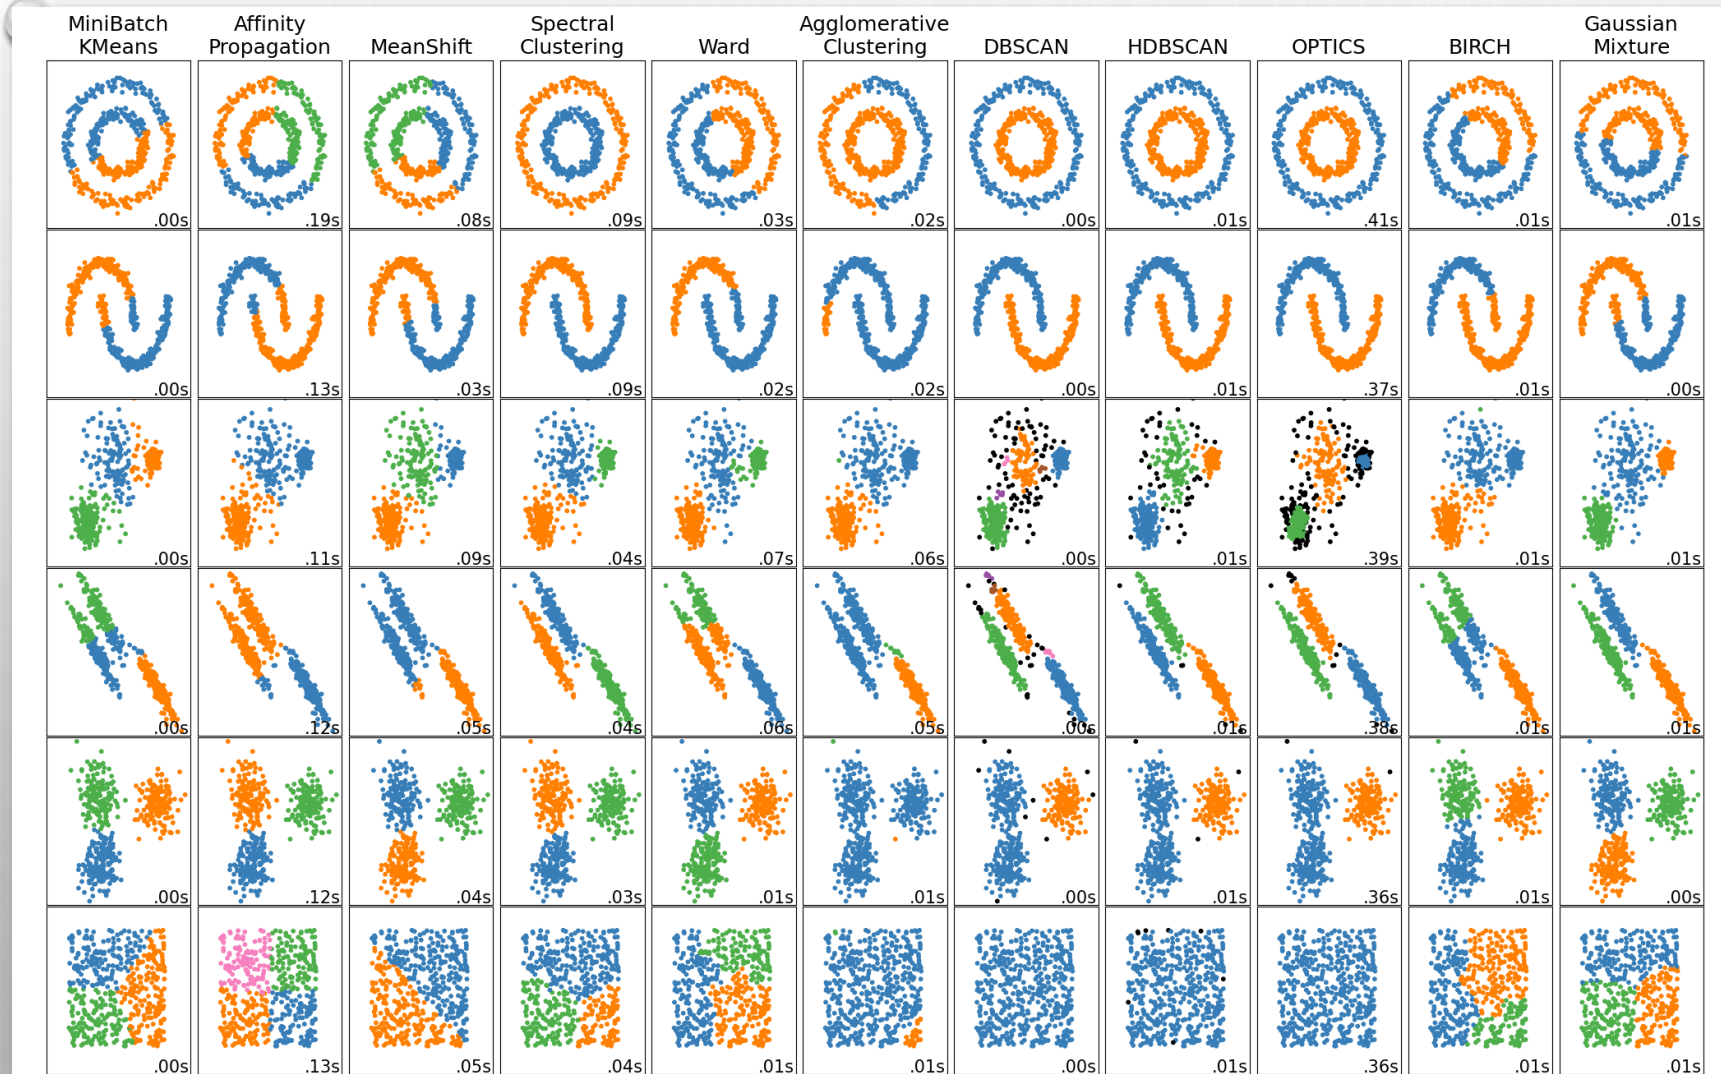 MiniBatch
KMeans
Affinity
Propagation
MeanShift
Spectral
Clustering
Ward
Agglomerative
Clustering
DBSCAN
HDBSCAN
OPTICS
BIRCH
Gaussian
Mixture
.00s .19s .08s .09s .03s .02s .00s .01s .41s .01s .01s
.00s .13s .03s .09s .02s .02s .00s .01s .37s .01s .00s
.00s .11s .09s .04s .07s .06s .00s .01s .39s .01s .01s
.00s .12s .05s .04s .06s .05s .00s .01s .38s .01s .01s
.00s .12s .04s .03s .01s .01s .00s .01s .36s .01s .00s
.00s .13s .05s .04s .01s .01s .00s .01s .36s .01s .01s